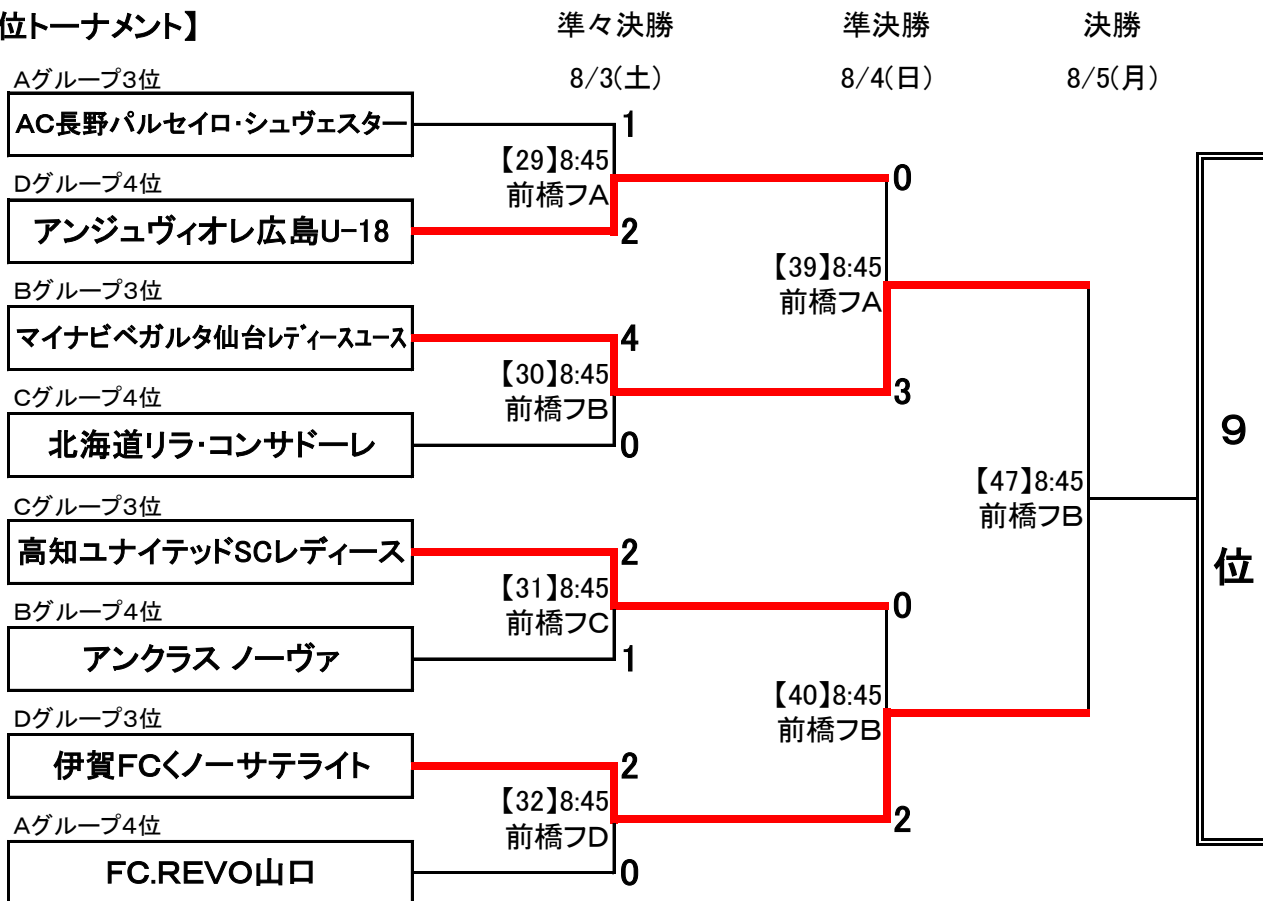 位トーナメント】
準々決勝
準決勝
決勝
8/3(土)
8/4(日)
8/5(月)
Aグループ3位
AC長野パルセイロ・シュヴェスター
1
【29】8:45
前橋フA
Dグループ4位
アンジュヴィオレ広島U-18
2
0
【39】8:45
前橋フA
Bグループ3位
マイナビベガルタ仙台レディースユース
4
【30】8:45
前橋フB
3
Cグループ4位
北海道リラ・コンサドーレ
0
【47】8:45
前橋フB
9
位
Cグループ3位
高知ユナイテッドSCレディース
2
【31】8:45
前橋フC
0
Bグループ4位
アンクラス ノーヴァ
1
【40】8:45
前橋フB
Dグループ3位
伊賀FCくノーサテライト
2
【32】8:45
前橋フD
2
Aグループ4位
FC.REVO山口
0